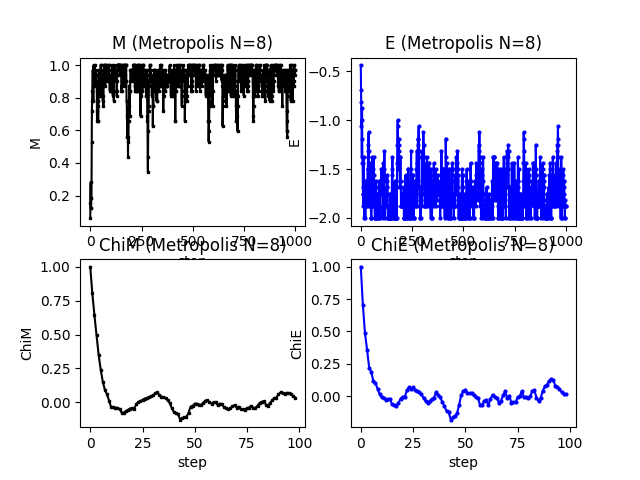 M (Metropolis N=8)
E (Metropolis N=8)
1.0
0.8
0.6
0.4
0.2
M
0 250 500 750 1000
step
−0.5
−1.0
−1.5
−2.0
E
0 250 500 750 1000
step
ChiM (Metropolis N=8)
ChiE (Metropolis N=8)
1.00
0.75
0.50
0.25
0.00
ChiM
0 25 50 75 100
step
1.00
0.75
0.50
0.25
0.00
ChiE
0 25 50 75 100
step